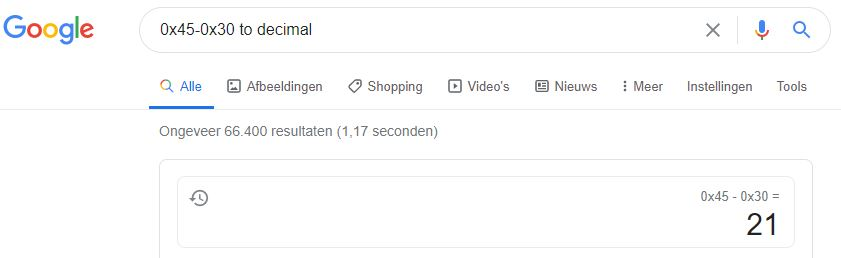 Google 0x45-0x30 to decimal
Alle Afbeeldingen Shopping Video's Nieuws Meer Instellingen Tools
Ongeveer 66.400 resultaten (1,17 seconden)
0x45 - 0x30 =
21